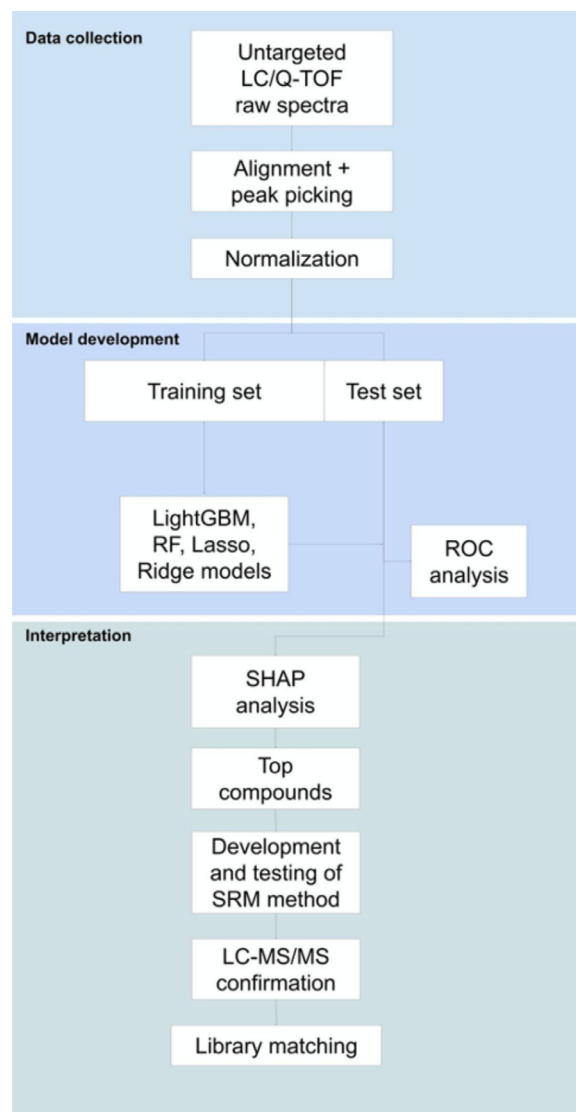 Data collection
Untargeted
LC/Q-TOF
raw spectra
Alignment +
peak picking
Normalization
Model development
Training set
Test set
LightGBM,
RF, Lasso,
Ridge models
ROC
analysis
Interpretation
SHAP
analysis
Top
compounds
Development
and testing of
SRM method
LC-MS/MS
confirmation
Library matching